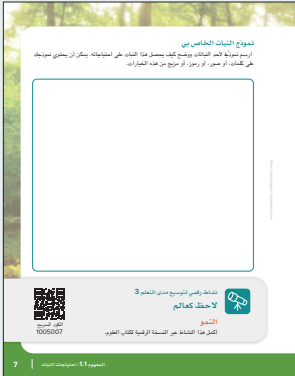 نموذج النبات الخاص بي
ارسم نموذجًا لأحد النباتات ووضح كيف يحصل هذا النبات على احتياجاته. يمكن أن يحتوي نموذجك
على كلمات، أو صور، أو رموز، أو مزيج من هذه الخيارات.
نشاط رقمي لتوسيع مدى التعلم 3
لاحظ كعالم
النمو
أكمل هذا النشاط عبر النسخة الرقمية لكتاب العلوم.
الكود السريع:
1005007
المفهوم 1.1: احتياجات النبات 7